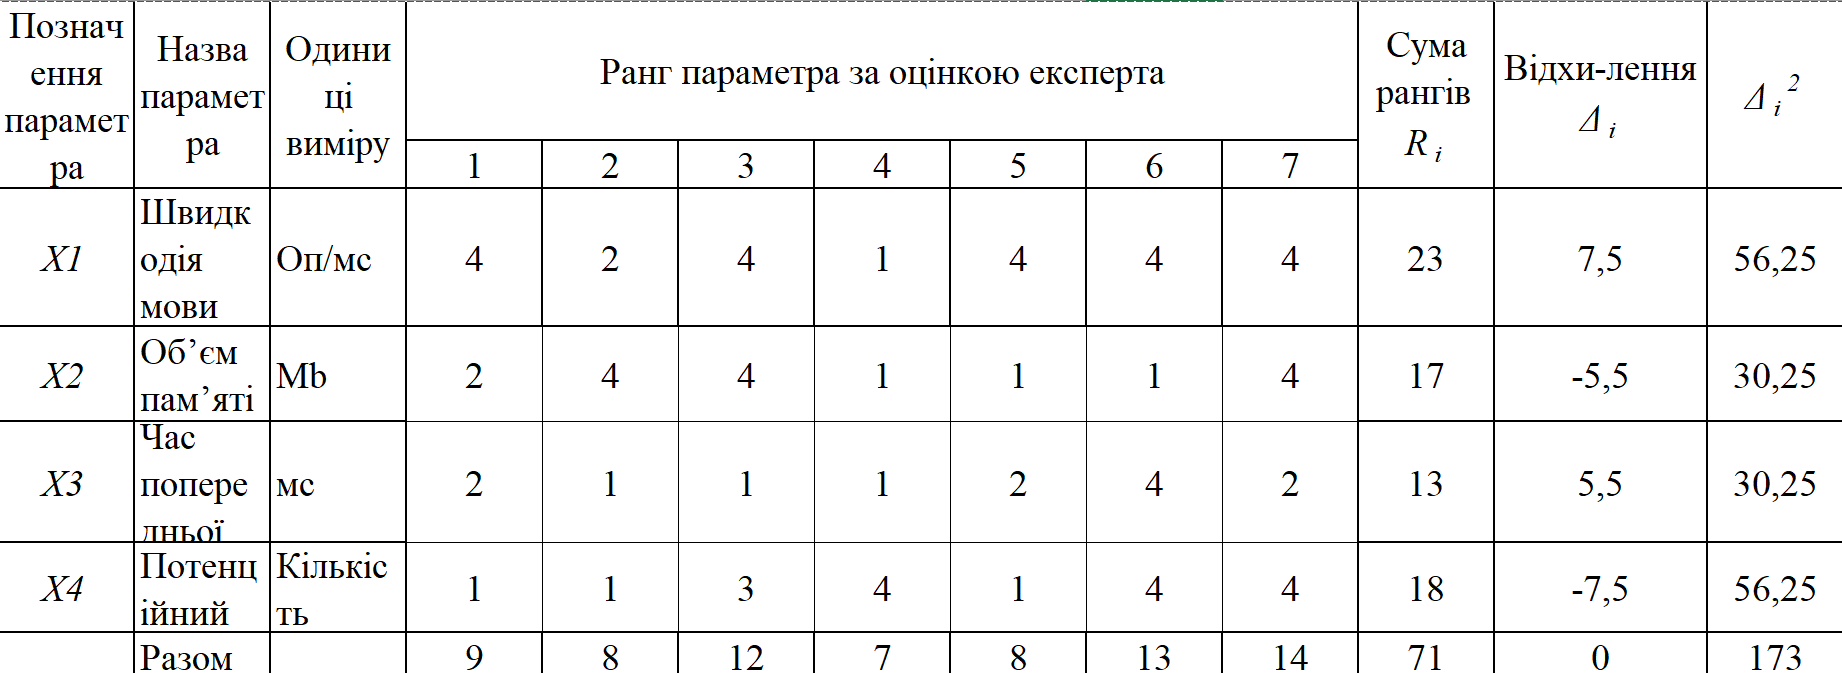 Познач
ення
парамет
ра
Назва
парамет
ра
Одини
ці
виміру
Ранг параметра за оцінкою експерта
Сума
рангів
R i
Відхи-лення
Δ i
Δ i 2
1 2 3 4 5 6 7
X1
Швидк
одія
мови
Оп/мс
4 2 4 1 4 4 4 23 7,5 56,25
X2
Об’єм
пам’яті
Mb
2 4 4 1 1 1 4 17 -5,5 30,25
X3
Час
попере
дньої
мс
2 1 1 1 2 4 2 13 5,5 30,25
X4
Потенц
ійний
Кількіс
ть
1 1 3 4 1 4 4 18 -7,5 56,25
Разом 9 8 12 7 8 13 14 71 0 173